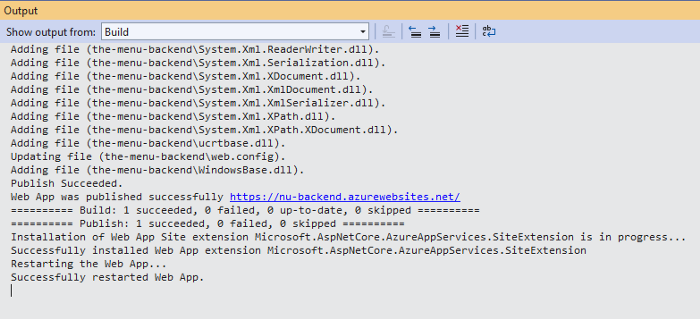 Output
Show output from: Build
Adding file (the-menu-backend\System.Xml.ReaderWriter.dll).
Adding file (the-menu-backend\System.Xml.Serialization.dll).
Adding file (the-menu-backend\System.Xml.XDocument.dll).
Adding file (the-menu-backend\System.Xml.XmlDocument.dll).
Adding file (the-menu-backend\System.Xml.XmlSerializer.dll).
Adding file (the-menu-backend\System.Xml.XPath.dll).
Adding file (the-menu-backend\System.Xml.XPath.XDocument.dll).
Adding file (the-menu-backend\ucrtbase.dll).
Updating file (the-menu-backend\web.config).
Adding file (the-menu-backend\WindowsBase.dll).
Publish Succeeded.
Web App was published successfully https://nu-backend.azurewebsites.net/
========== Build: 1 succeeded, 0 failed, 0 up-to-date, 0 skipped ==========
========== Publish: 1 succeeded, 0 failed, 0 skipped ==========
Installation of Web App Site extension Microsoft.AspNetCore.AzureAppServices.SiteExtension is in progress...
Successfully installed Web App extension Microsoft.AspNetCore.AzureAppServices.SiteExtension
Restarting the Web App...
Successfully restarted Web App.